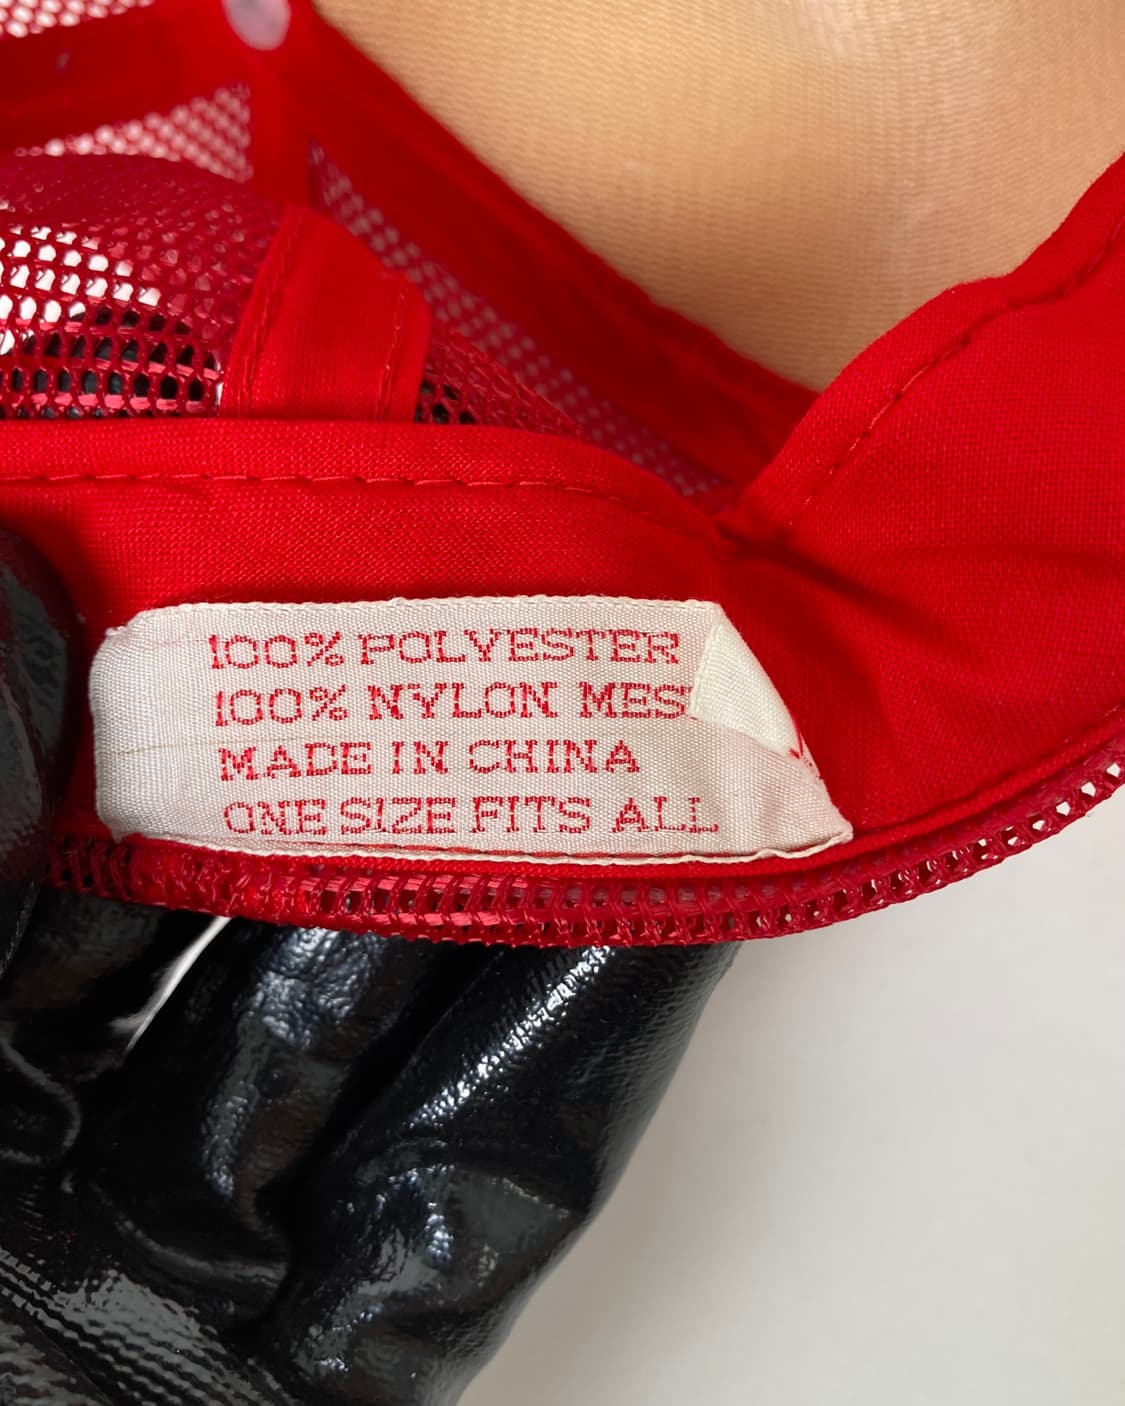 100% POLYESTER
100% NYLON MES
MADE IN CHINA
ONE SIZE FITS ALL